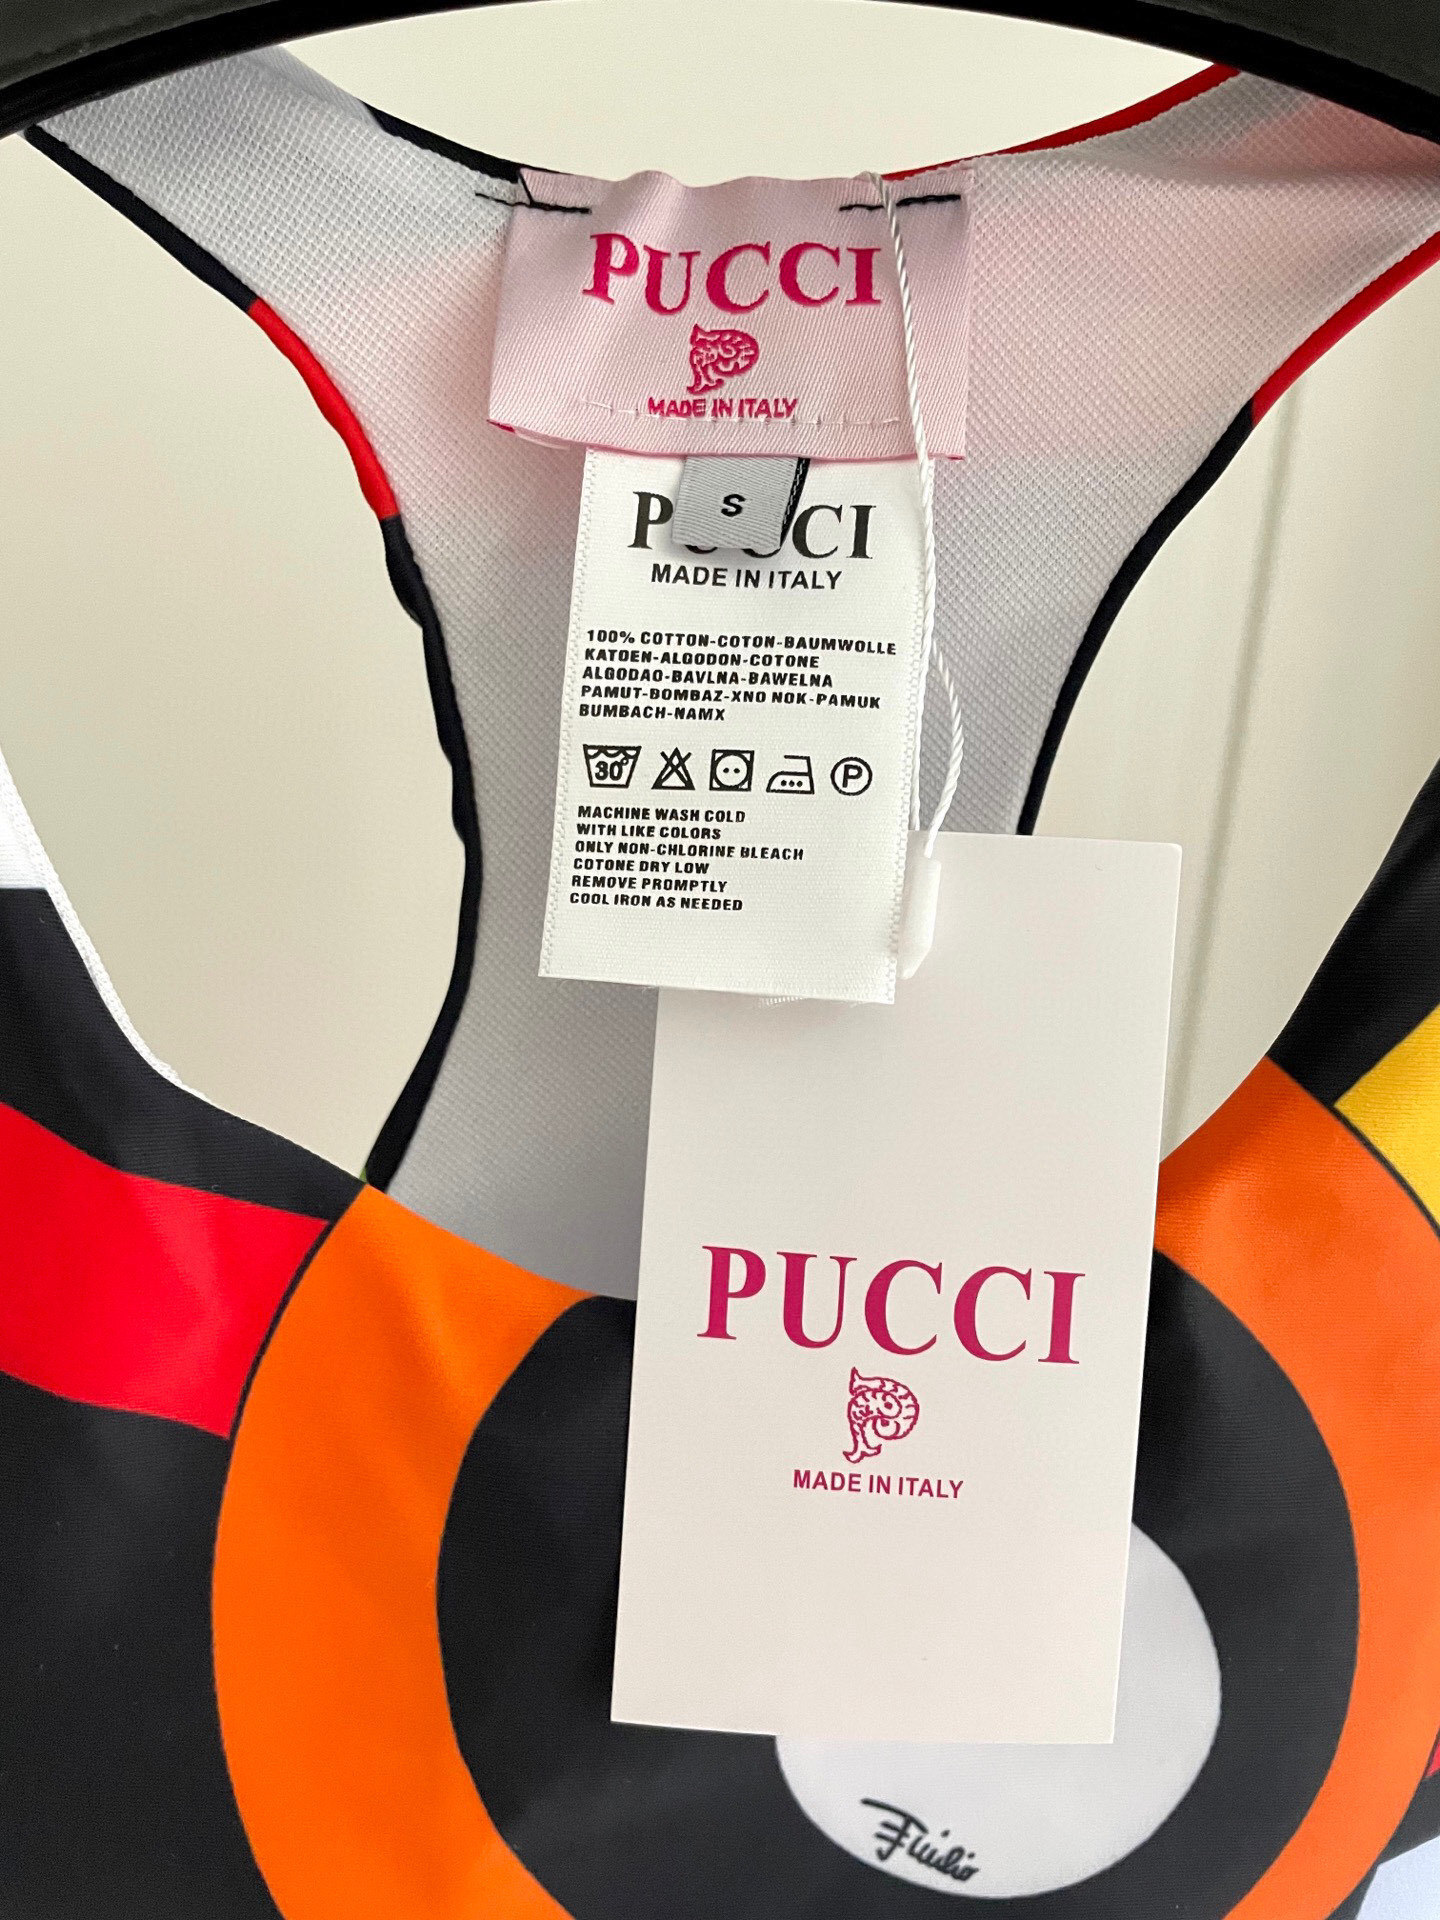 PUCCI
MADE IN ITALY
S
PUCCI
MADE IN ITALY
100% COTTON-COTON-BAUMWOLLE
KATOEN-ALGODON-COTONE
ALGODAO-BAVLNA-BAWELNA
PAMUT-BOMBAZ-XNO NOK-PAMUK
BUMBACH-NAMX
30°
P
MACHINE WASH COLD
WITH LIKE COLORS
ONLY NON-CHLORINE BLEACH
COTONE DRY LOW
REMOVE PROMPTLY
COOL IRON AS NEEDED
PUCCI
MADE IN ITALY
Emilio